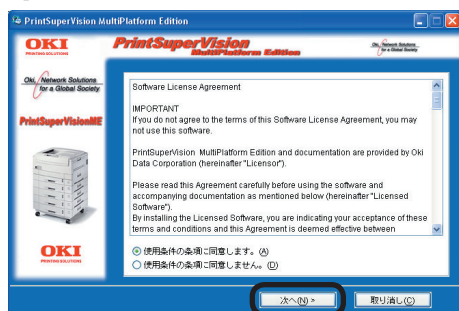 PrintSuperVision MultiPlatform Edition
OKI
PRINTING SOLUTIONS
PrintSuperVision
MultiPlatform Edition
Oki, Network Solutions
for a Global Society
Oki, Network Solutions
for a Global Society
PrintSuperVisionME
OKI
PRINTING SOLUTIONS
Software License Agreement
IMPORTANT
If you do not agree to the terms of this Software License Agreement, you may
not use this software.
PrintSuperVision MultiPlatform Edition and documentation are provided by Oki
Data Corporation (hereinafter "Licensor").
Please read this Agreement carefully before using the software and
accompanying documentation as mentioned below (hereinafter "Licensed
Software").
By installing the Licensed Software, you are indicating your acceptance of these
terms and conditions and this Agreement is deemed effective between
使用条件の条項に同意します。(A)
使用条件の条項に同意しません。(D)
次へ(N) >
取り消し(C)